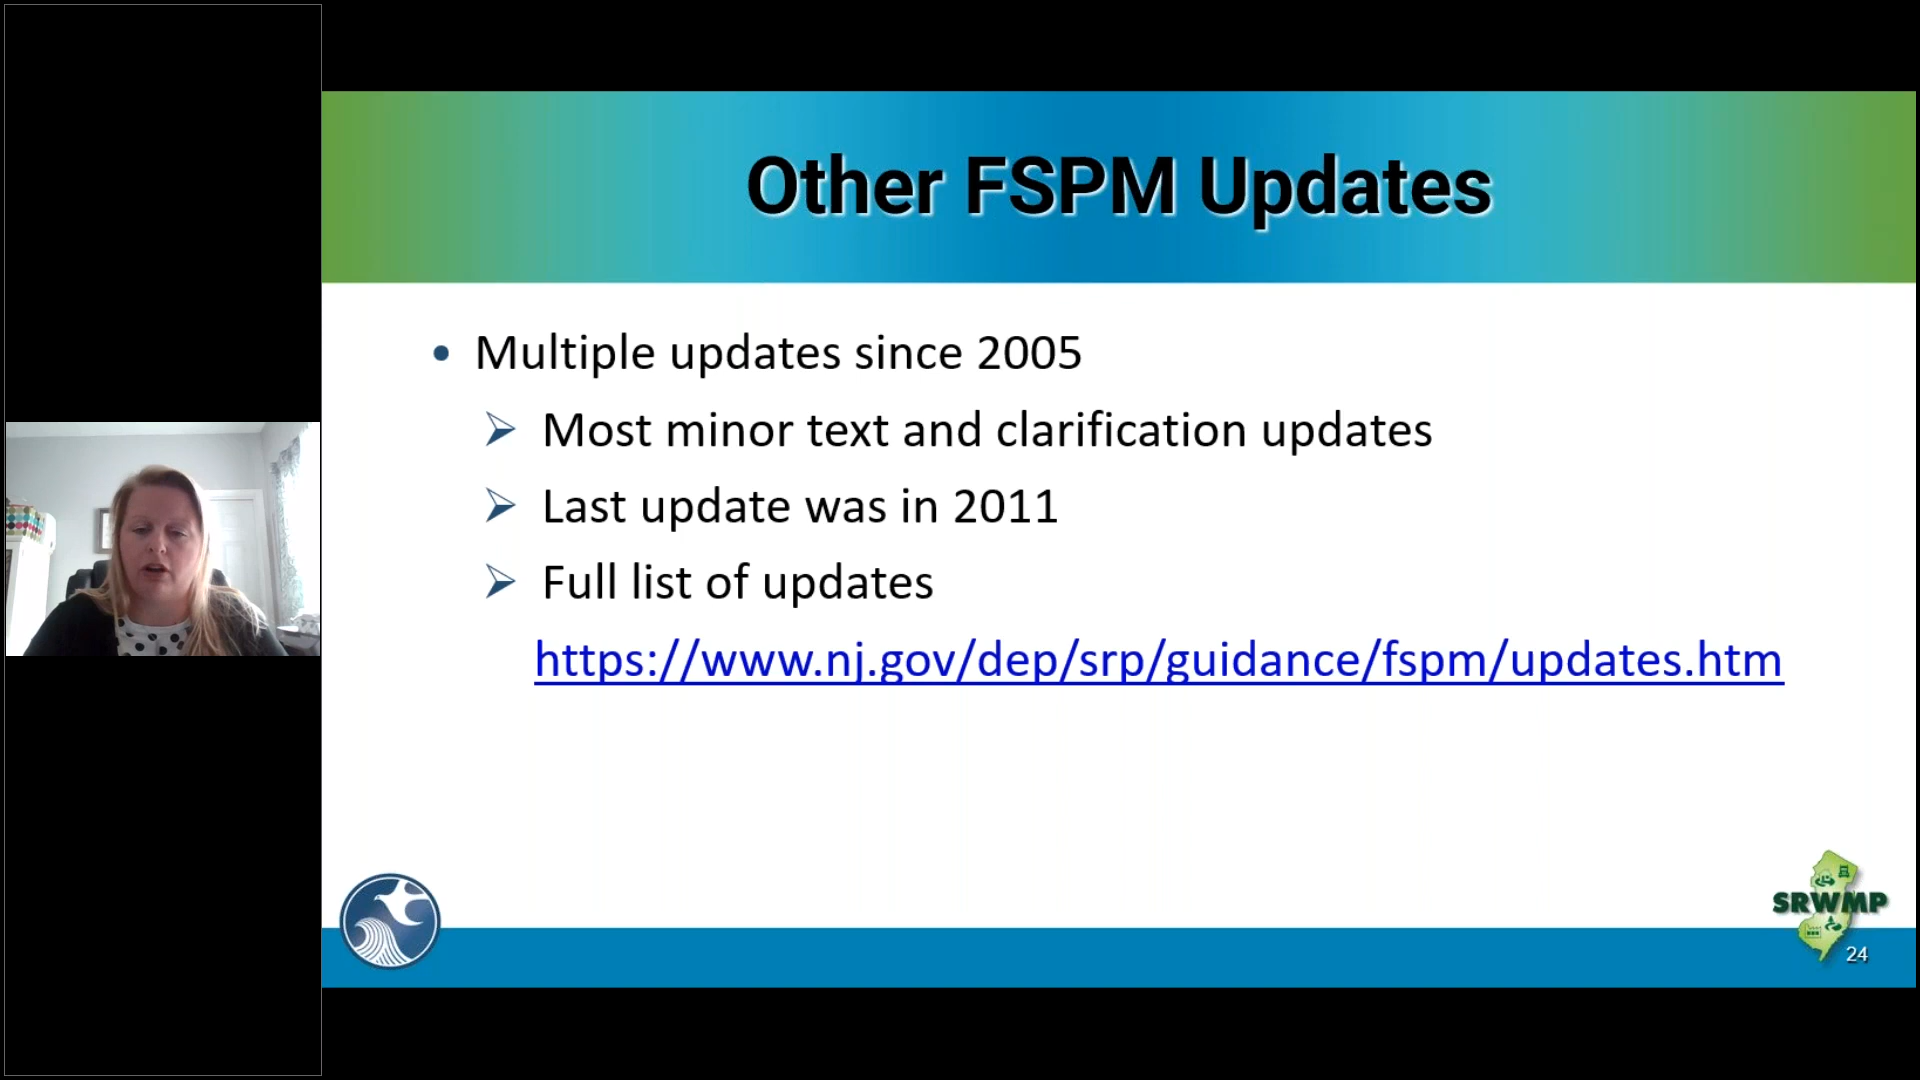 Other FSPM Updates
• Multiple updates since 2005
➢ Most minor text and clarification updates
➢ Last update was in 2011
➢ Full list of updates
https://www.nj.gov/dep/srp/guidance/fspm/updates.htm
SRWMP
24